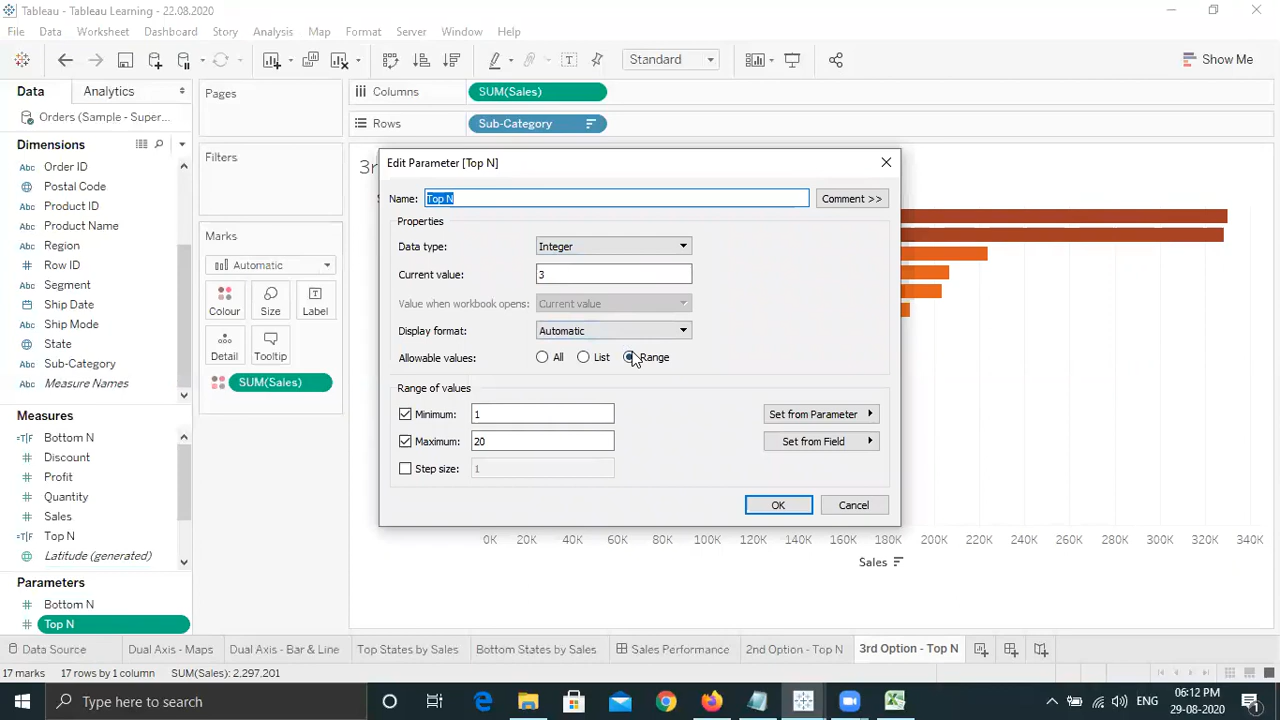 Tableau - Tableau Learning - 22.08.2020
File Data Worksheet Dashboard Story Analysis Map Format Server Window Help
Standard
Show Me
Data Analytics
Orders (Sample - Super...
Dimensions
Order ID
Postal Code
Product ID
Product Name
Region
Row ID
Segment
Ship Date
Ship Mode
State
Sub-Category
Measure Names
Measures
Bottom N
Discount
Profit
Quantity
Sales
Top N
Latitude (generated)
Parameters
Bottom N
Top N
Pages
Filters
Marks
Automatic
Colour Size Label
Detail Tooltip
SUM(Sales)
Columns SUM(Sales)
Rows Sub-Category
3r
Edit Parameter [Top N]
Name: Top N Comment >>
Properties
Data type: Integer
Current value: 3
Value when workbook opens: Current value
Display format: Automatic
Allowable values: All List Range
Range of values
Minimum: 1 Set from Parameter
Maximum: 20 Set from Field
Step size: 1
OK Cancel
0K 20K 40K 60K 80K 100K 120K 140K 160K 180K 200K 220K 240K 260K 280K 300K 320K 340K
Sales
Data Source Dual Axis - Maps Dual Axis - Bar & Line Top States by Sales Bottom States by Sales Sales Performance 2nd Option - Top N 3rd Option - Top N
17 marks 17 rows by 1 column SUM(Sales): 2,297.201
Type here to search
ENG
06:12 PM
29-08-2020
1